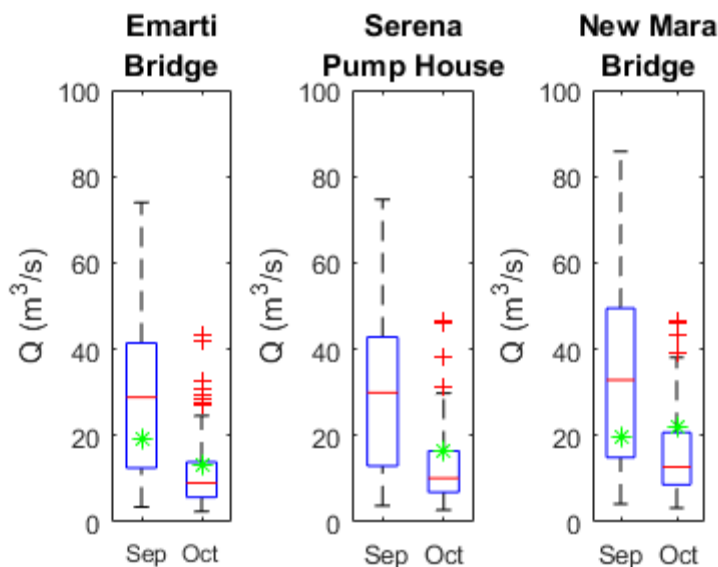 Emarti
Bridge
Serena
Pump House
New Mara
Bridge
100
80
60
40
20
0
Q (m³/s)
Sep Oct
100
80
60
40
20
0
Q (m³/s)
Sep Oct
100
80
60
40
20
0
Q (m³/s)
Sep Oct